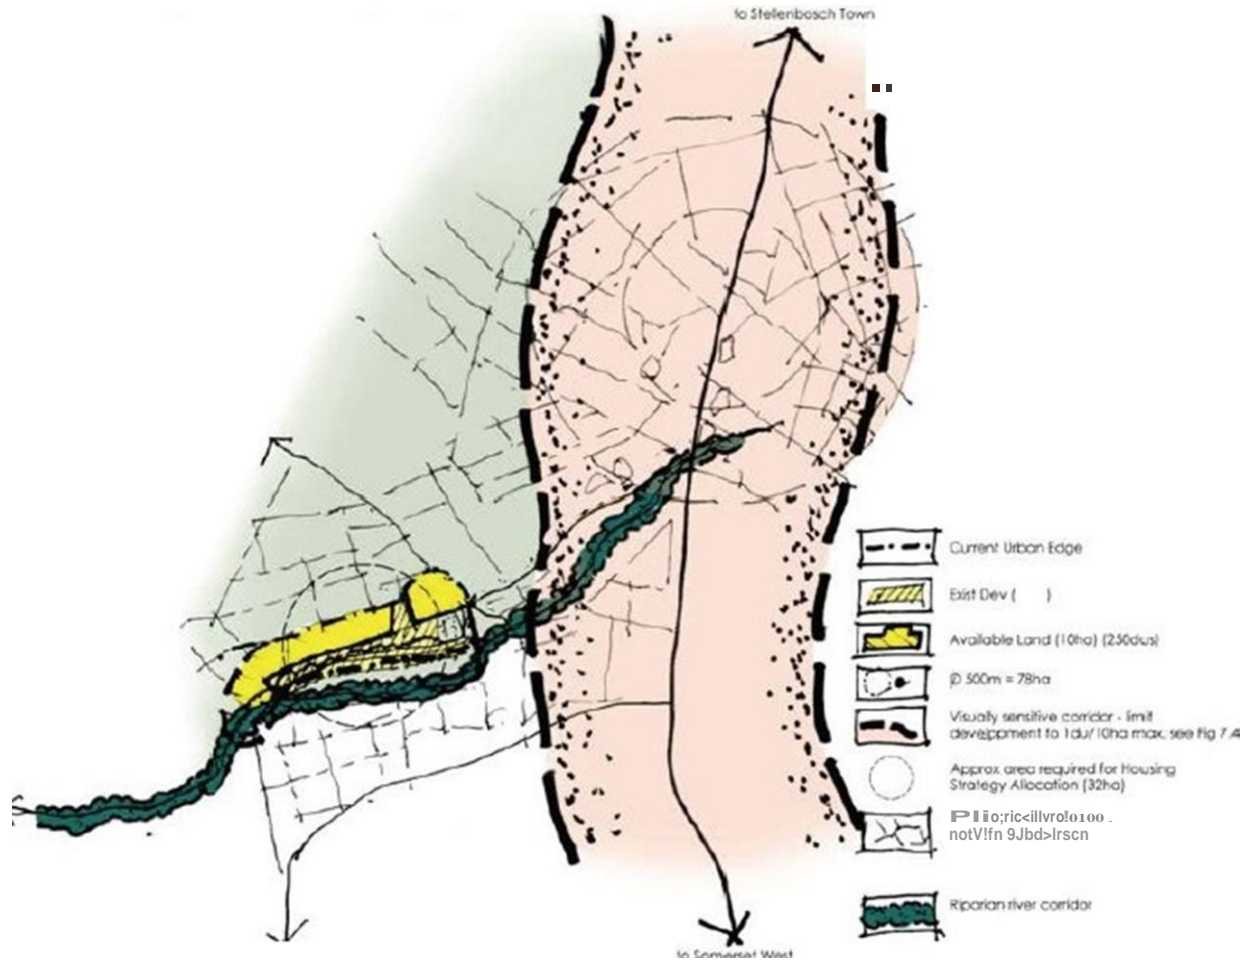 to Stellenbosch Town
Current Urban Edge
Exist Dev ( )
Available Land (10ha) (250dus)
500m = 78ha
Visually sensitive corridor - limit
development to 1du/10ha max, see Fig 7.4
Approx area required for Housing
Strategy Allocation (32ha)
Riparian river corridor
to Somerset West